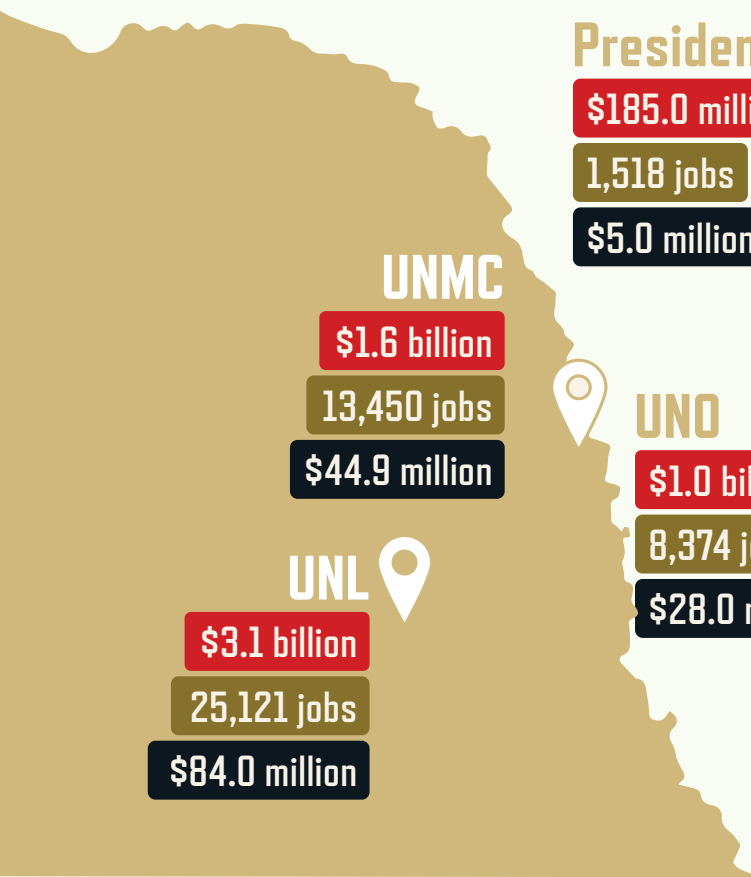 Presiden
$185.0 milli
1,518 jobs
$5.0 million
UNMC
$1.6 billion
13,450 jobs
$44.9 million
UNO
$1.0 bil
8,374 j
$28.0 m
UNL
$3.1 billion
25,121 jobs
$84.0 million